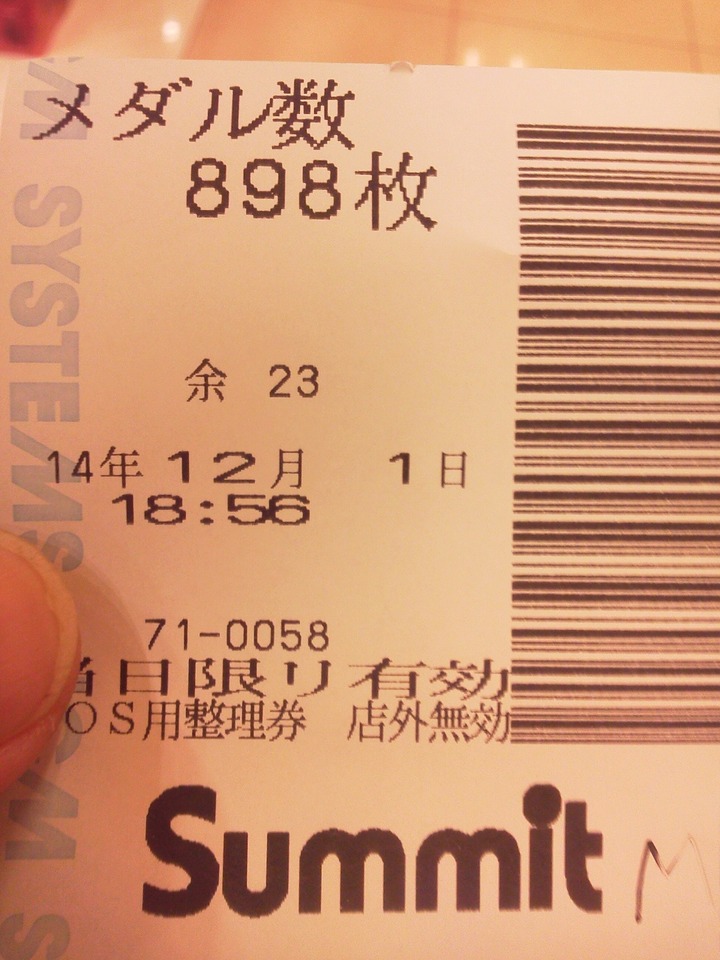 メダル数
898枚
余 23
14年 12月 1日
18:56
71-0058
日限り有効
OS用整理券 店外無効
Summit M
SYSTEMS